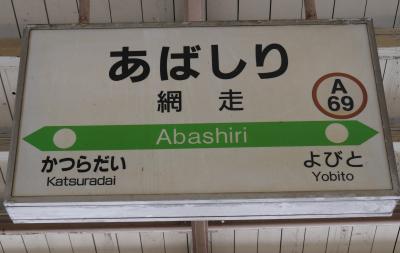 あばしり
網走
A
69
Abashiri
かつらだい
Katsuradai
よびと
Yobito